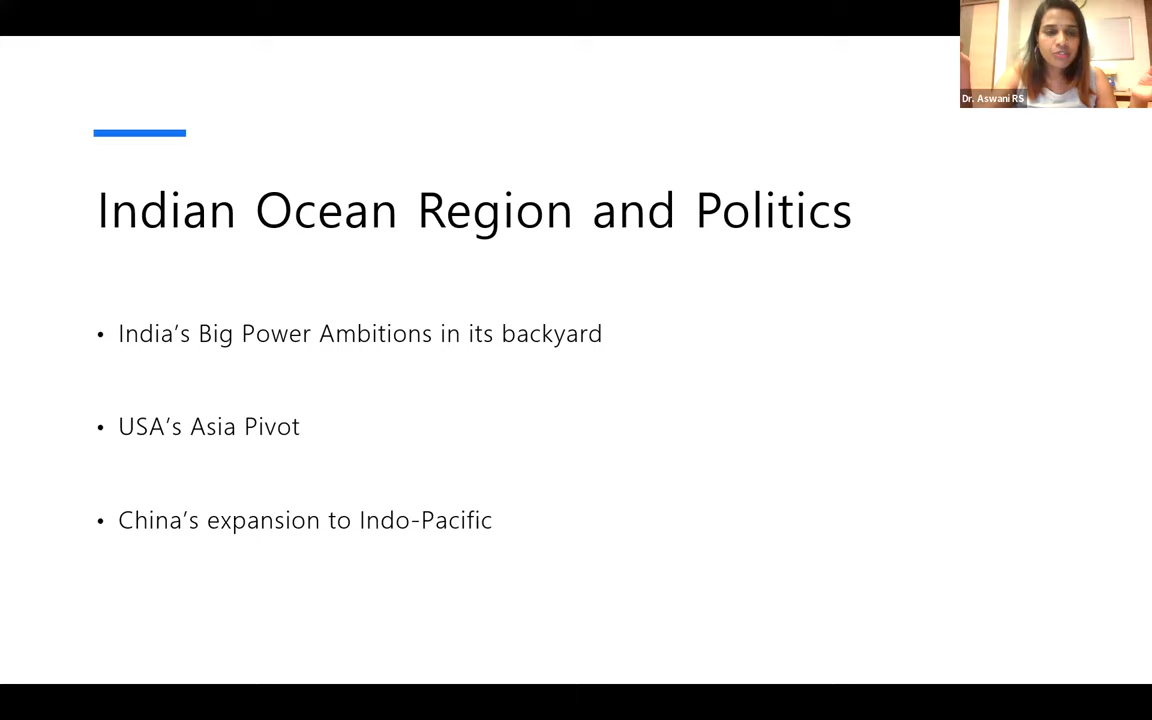 Dr. Aswani RS
Indian Ocean Region and Politics
• India’s Big Power Ambitions in its backyard
• USA’s Asia Pivot
• China’s expansion to Indo-Pacific